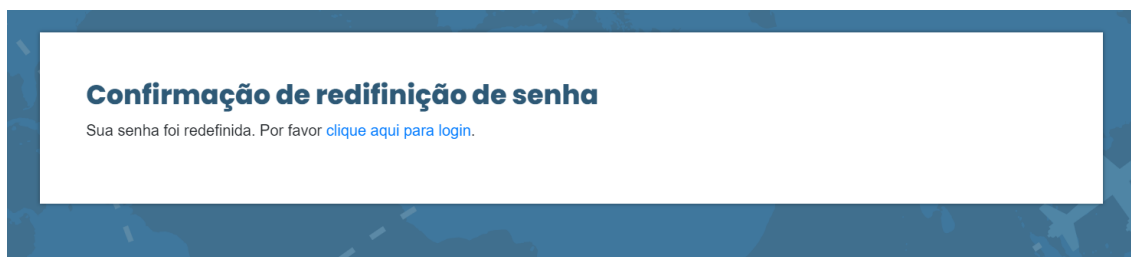 Confirmação de redifinição de senha
Sua senha foi redefinida. Por favor clique aqui para login.